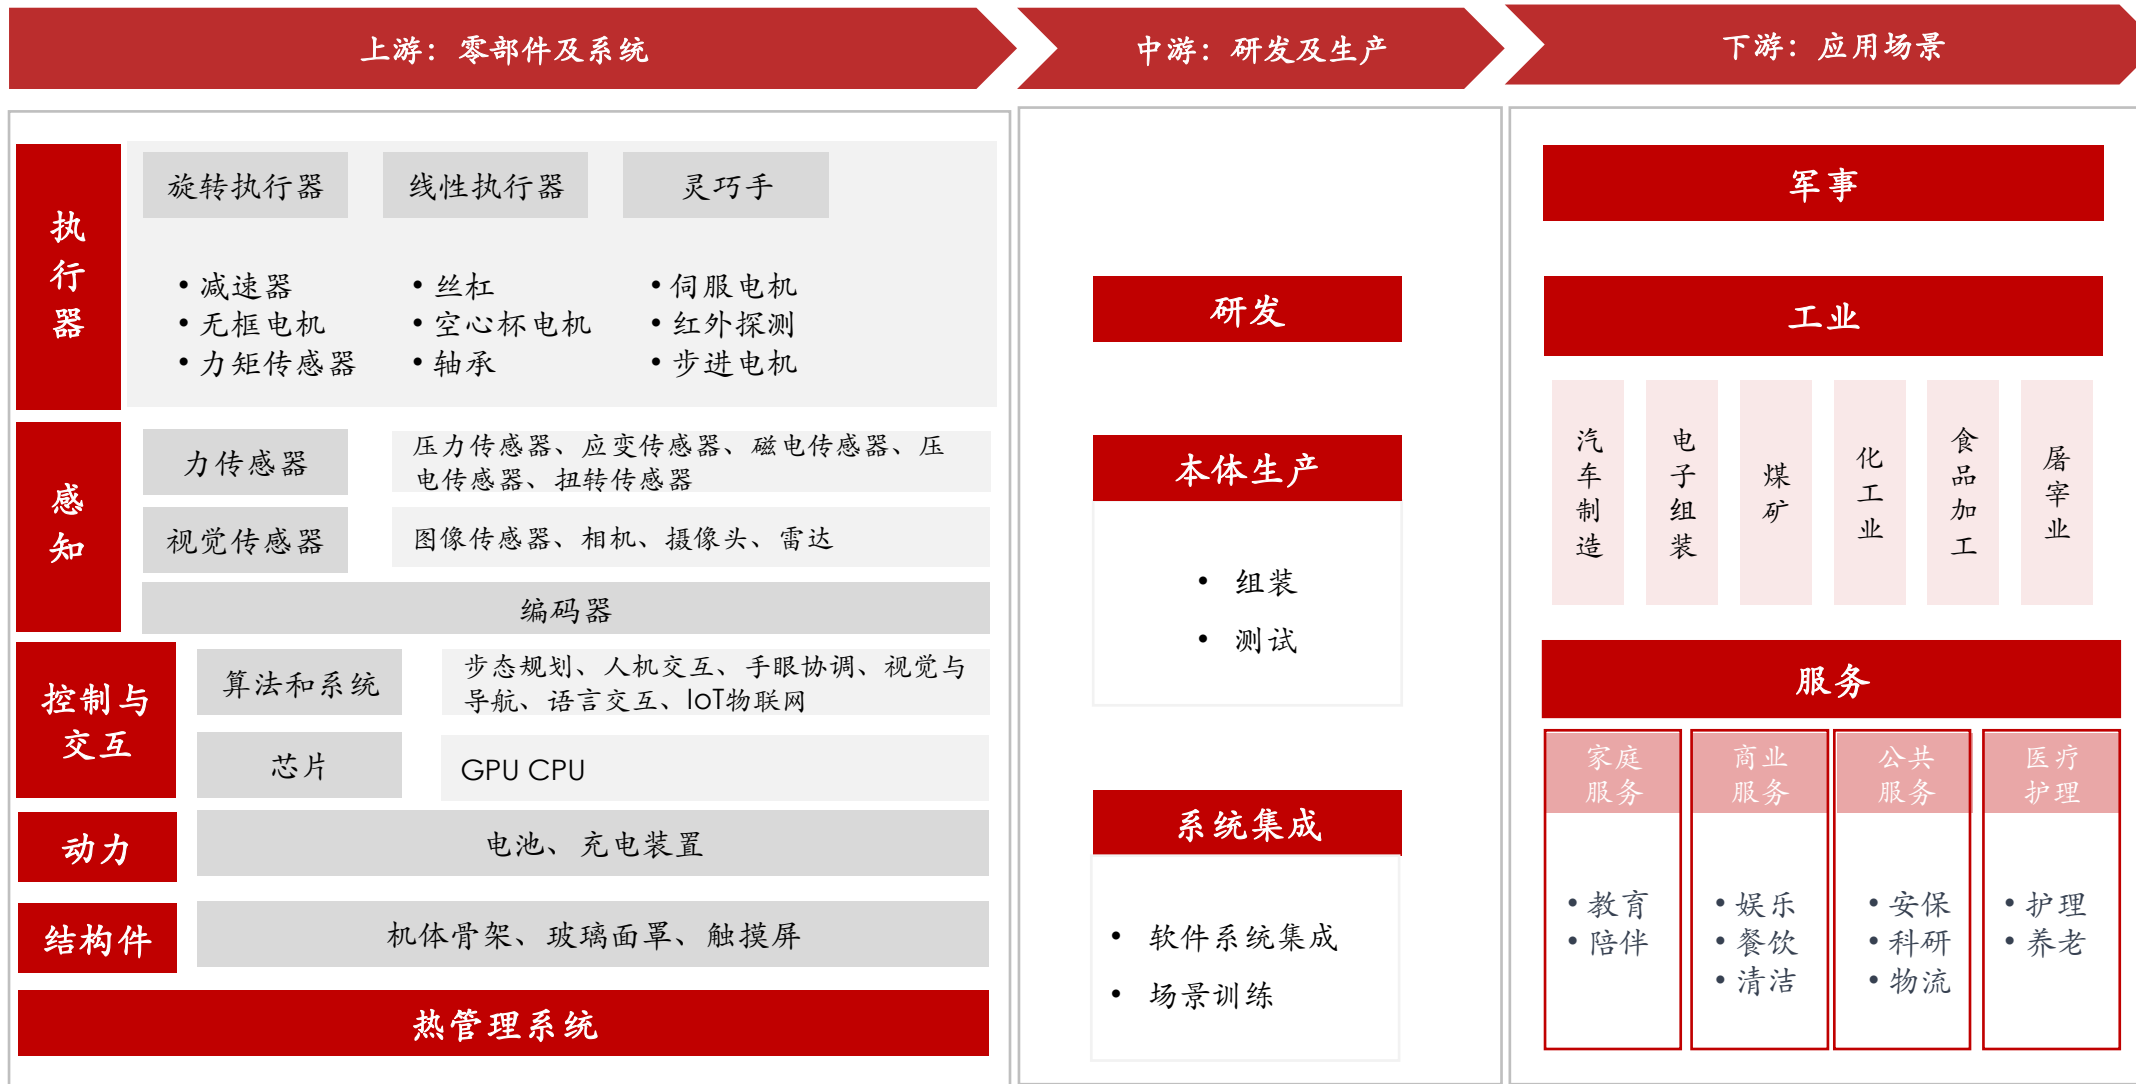 上游：零部件及系统
中游：研发及生产
下游：应用场景
执
行
器
旋转执行器
线性执行器
灵巧手
• 减速器
• 无框电机
• 力矩传感器
• 丝杠
• 空心杯电机
• 轴承
• 伺服电机
• 红外探测
• 步进电机
感
知
力传感器
压力传感器、应变传感器、磁电传感器、压
电传感器、扭转传感器
视觉传感器
图像传感器、相机、摄像头、雷达
编码器
控制与
交互
算法和系统
步态规划、人机交互、手眼协调、视觉与
导航、语言交互、IoT物联网
芯片
GPU CPU
动力
电池、充电装置
结构件
机体骨架、玻璃面罩、触摸屏
热管理系统
研发
本体生产
• 组装
• 测试
系统集成
• 软件系统集成
• 场景训练
军事
工业
汽
车
制
造
电
子
组
装
煤
矿
化
工
业
食
品
加
工
屠
宰
业
服务
家庭
服务
• 教育
• 陪伴
商业
服务
• 娱乐
• 餐饮
• 清洁
公共
服务
• 安保
• 科研
• 物流
医疗
护理
• 护理
• 养老